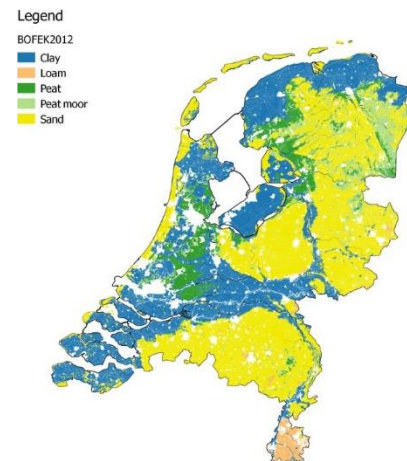 Legend
BOFEK2012
Clay
Loam
Peat
Peat moor
Sand